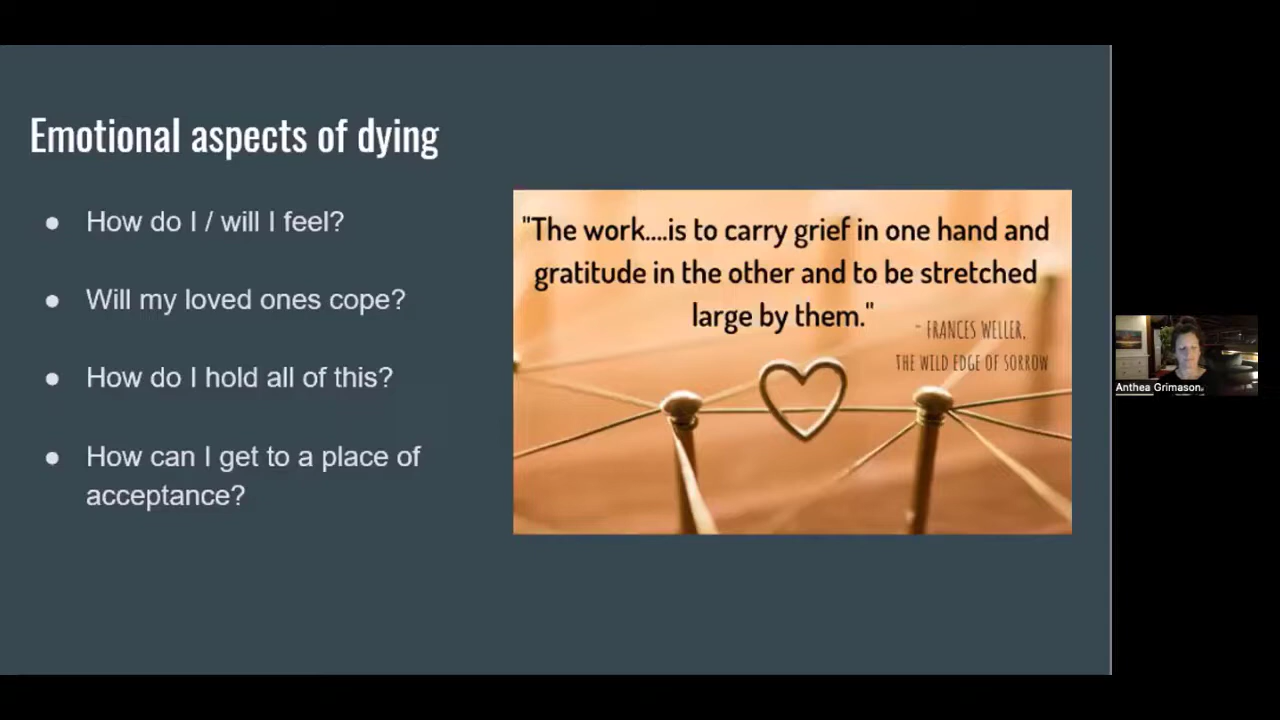 Emotional aspects of dying
● How do I / will I feel?
● Will my loved ones cope?
● How do I hold all of this?
● How can I get to a place of
acceptance?
"The work....is to carry grief in one hand and
gratitude in the other and to be stretched
large by them."
- FRANCES WELLER,
THE WILD EDGE OF SORROW
Anthea Grimason